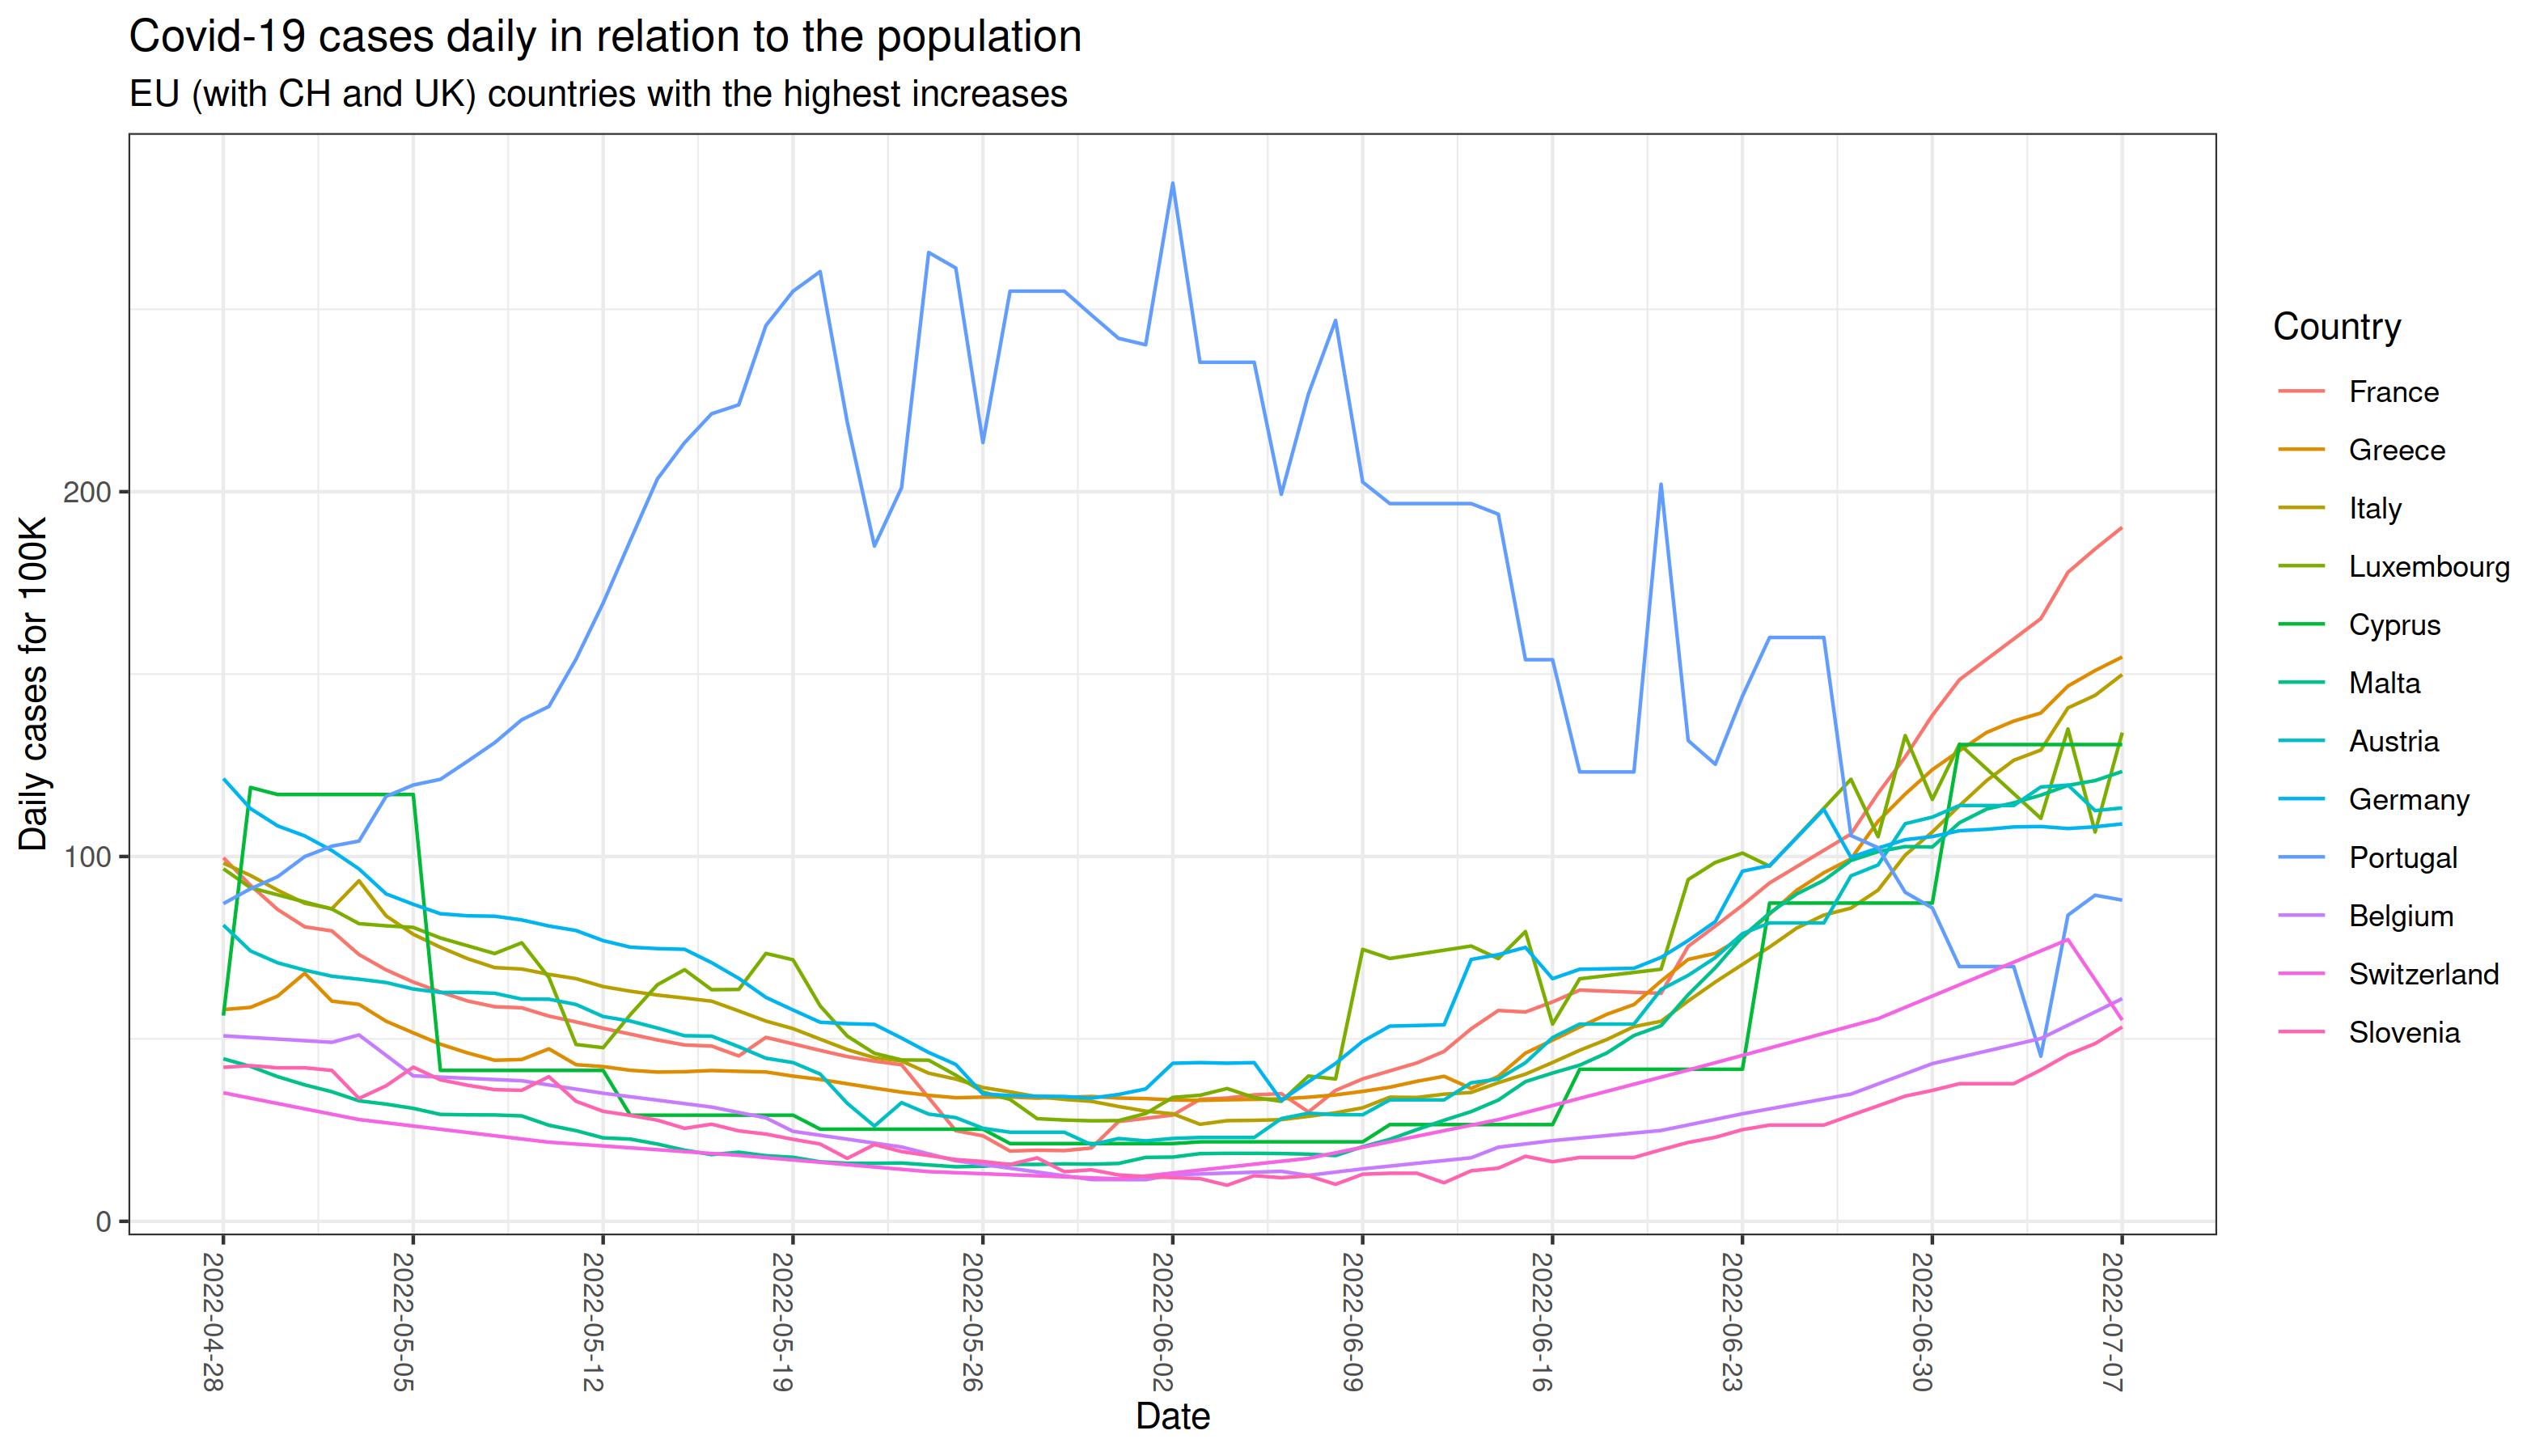 Covid-19 cases daily in relation to the population
EU (with CH and UK) countries with the highest increases
Daily cases for 100K
200
100
0
2022-04-28
2022-05-05
2022-05-12
2022-05-19
2022-05-26
2022-06-02
2022-06-09
2022-06-16
2022-06-23
2022-06-30
2022-07-07
Date
Country
France
Greece
Italy
Luxembourg
Cyprus
Malta
Austria
Germany
Portugal
Belgium
Switzerland
Slovenia